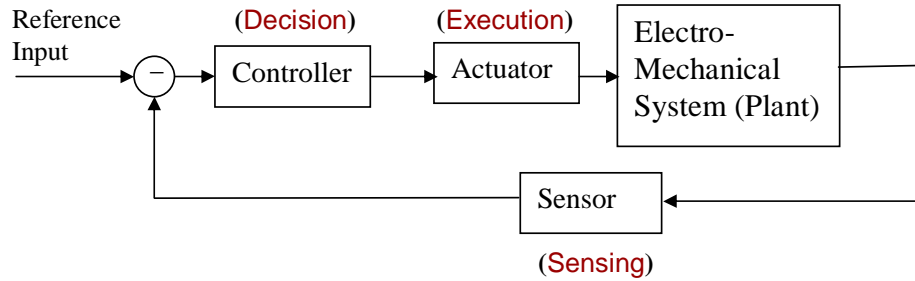 Reference
Input
(Decision)
(Execution)
−
Controller
Actuator
Electro-
Mechanical
System (Plant)
Sensor
(Sensing)